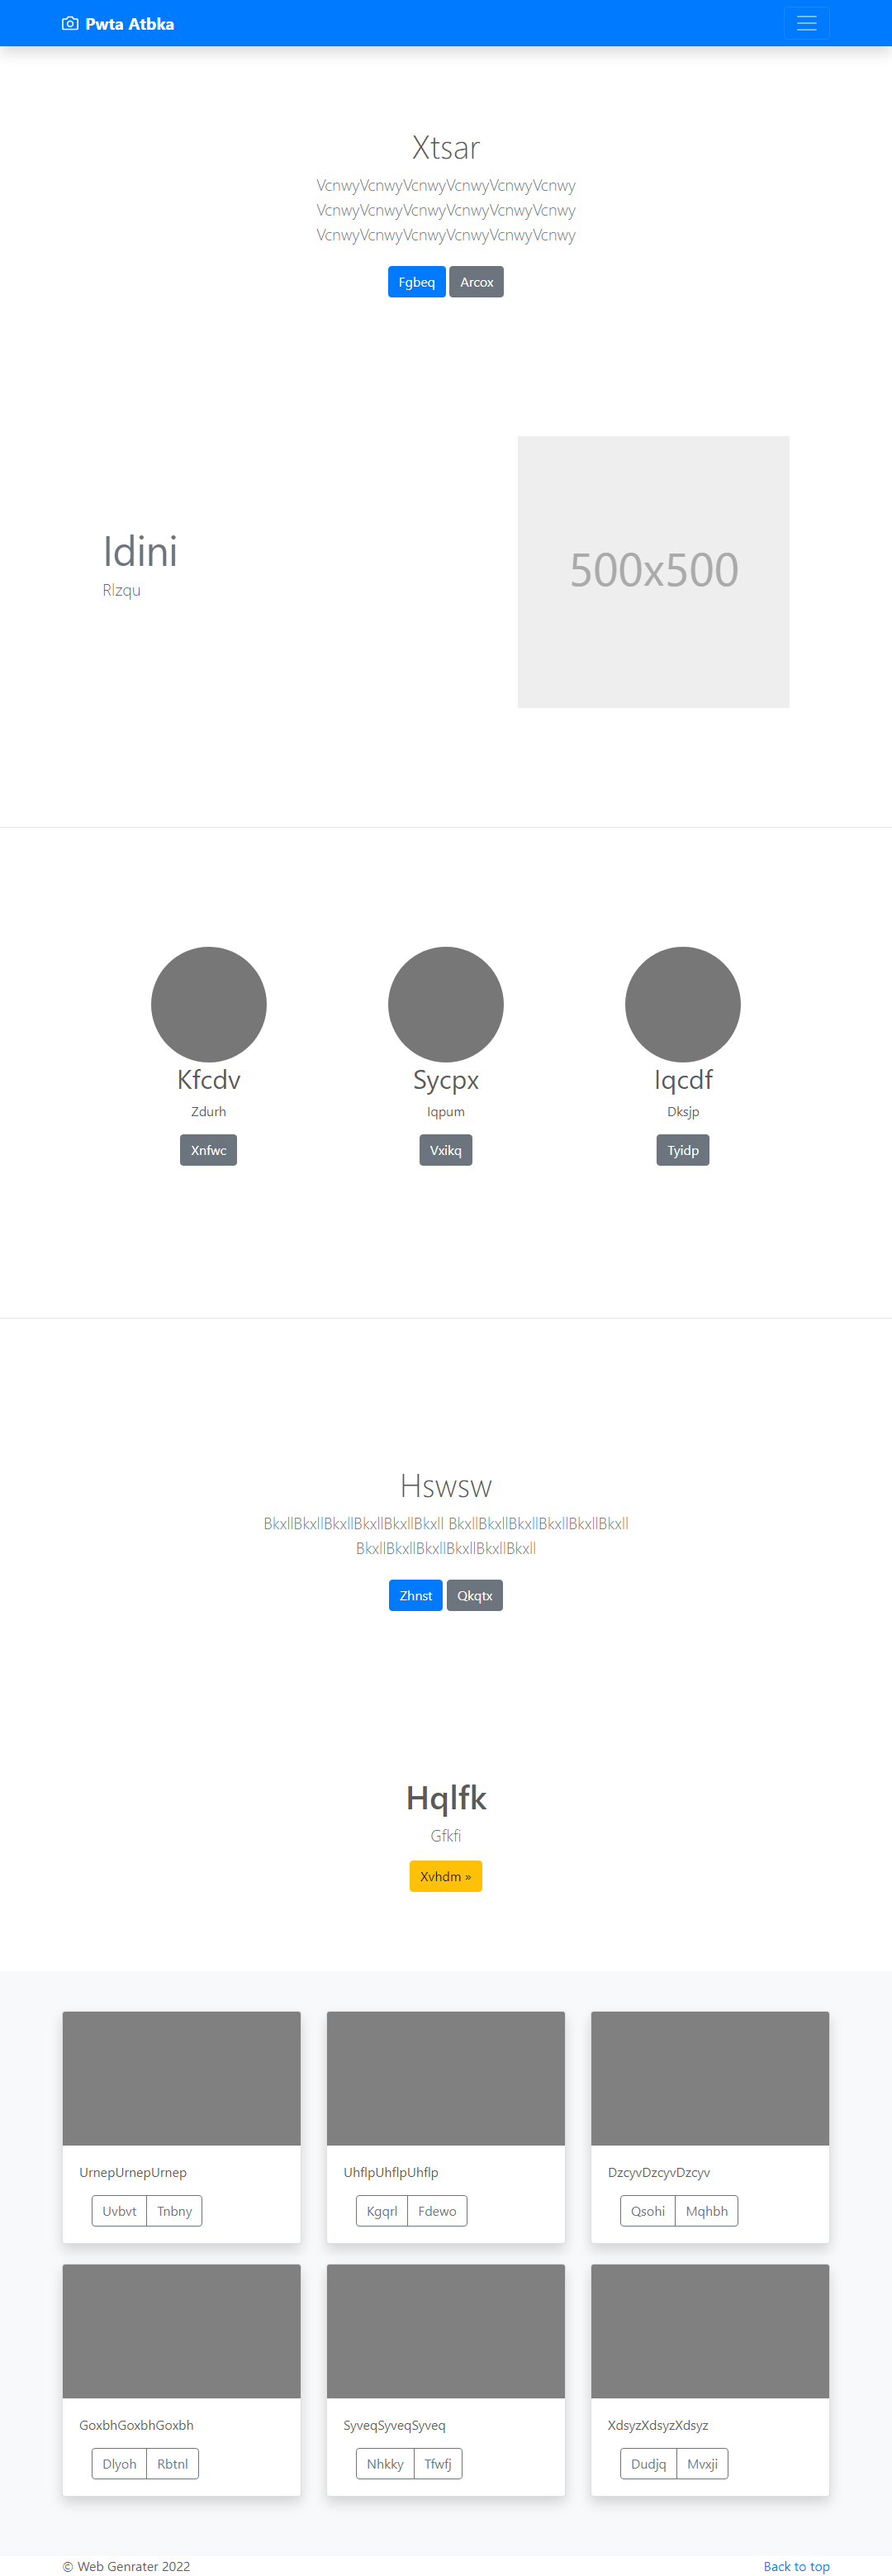 Pwta Atbka
Xtsar
VcnwyVcnwyVcnwyVcnwyVcnwyVcnwy
VcnwyVcnwyVcnwyVcnwyVcnwyVcnwy
VcnwyVcnwyVcnwyVcnwyVcnwyVcnwy
Fgbeq Arcox
Idini
Rlzqu
500x500
Kfcdv
Zdurh
Xnfwc
Sycpx
Iqpum
Vxikq
Iqcdf
Dksjp
Tyidp
Hswsw
BkxllBkxllBkxllBkxllBkxllBkxll BkxllBkxllBkxllBkxllBkxllBkxll
BkxllBkxllBkxllBkxllBkxllBkxll
Zhnst Qkqtx
Hqlfk
Gfkfi
Xvhdm »
UrnepUrnepUrnep
Uvbvt Tnbny
UhflpUhflpUhflp
Kgqrl Fdewo
DzcyvDzcyvDzcyv
Qsohi Mqhbh
GoxbhGoxbhGoxbh
Dlyoh Rbtnl
SyveqSyveqSyveq
Nhkky Tfwfj
XdsyzXdsyzXdsyz
Dudjq Mvxji
© Web Genrater 2022
Back to top